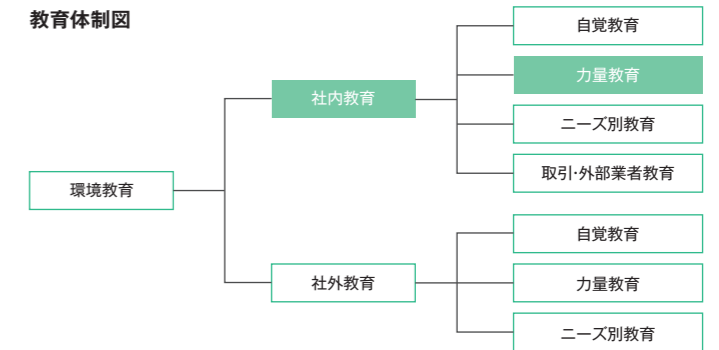 教育体制図
環境教育
社内教育
自覚教育
力量教育
ニーズ別教育
取引・外部業者教育
社外教育
自覚教育
力量教育
ニーズ別教育